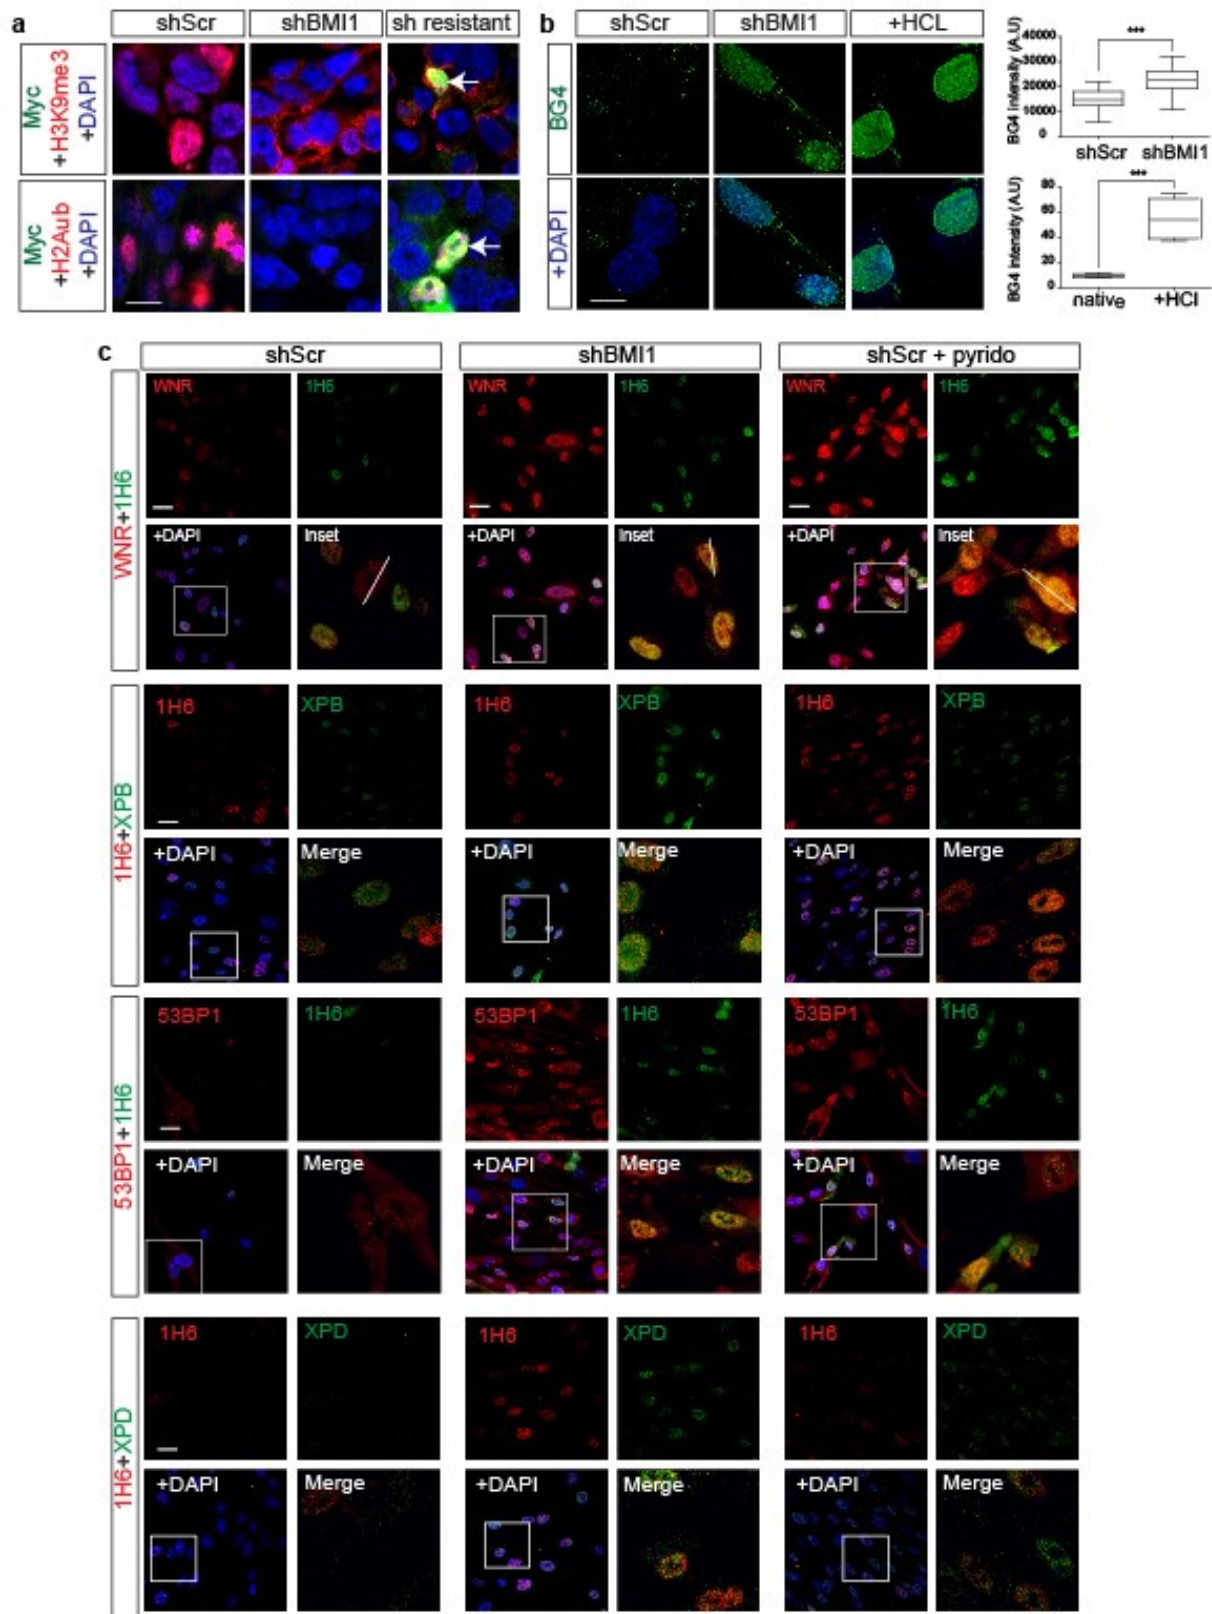 a
shScr
shBMI1
sh resistant
Myc
+H3K9me3
+DAPI
Myc
+H2Aub
+DAPI
b
shScr
shBMI1
+HCL
BG4
+DAPI
BG4 intensity (A.U)
40000
30000
20000
10000
0
***
shScr
shBMI1
BG4 intensity (A.U)
80
60
40
20
0
***
native
+HCl
c
shScr
shBMI1
shScr + pyrido
WNR+1H6
WNR
1H6
WNR
1H6
WNR
1H6
+DAPI
Inset
+DAPI
Inset
+DAPI
Inset
1H6+XPB
1H6
XPB
1H6
XPB
1H6
XPB
+DAPI
Merge
+DAPI
Merge
+DAPI
Merge
53BP1+1H6
53BP1
1H6
53BP1
1H6
53BP1
1H6
+DAPI
Merge
+DAPI
Merge
+DAPI
Merge
1H6+XPD
1H6
XPD
1H6
XPD
1H6
XPD
+DAPI
Merge
+DAPI
Merge
+DAPI
Merge